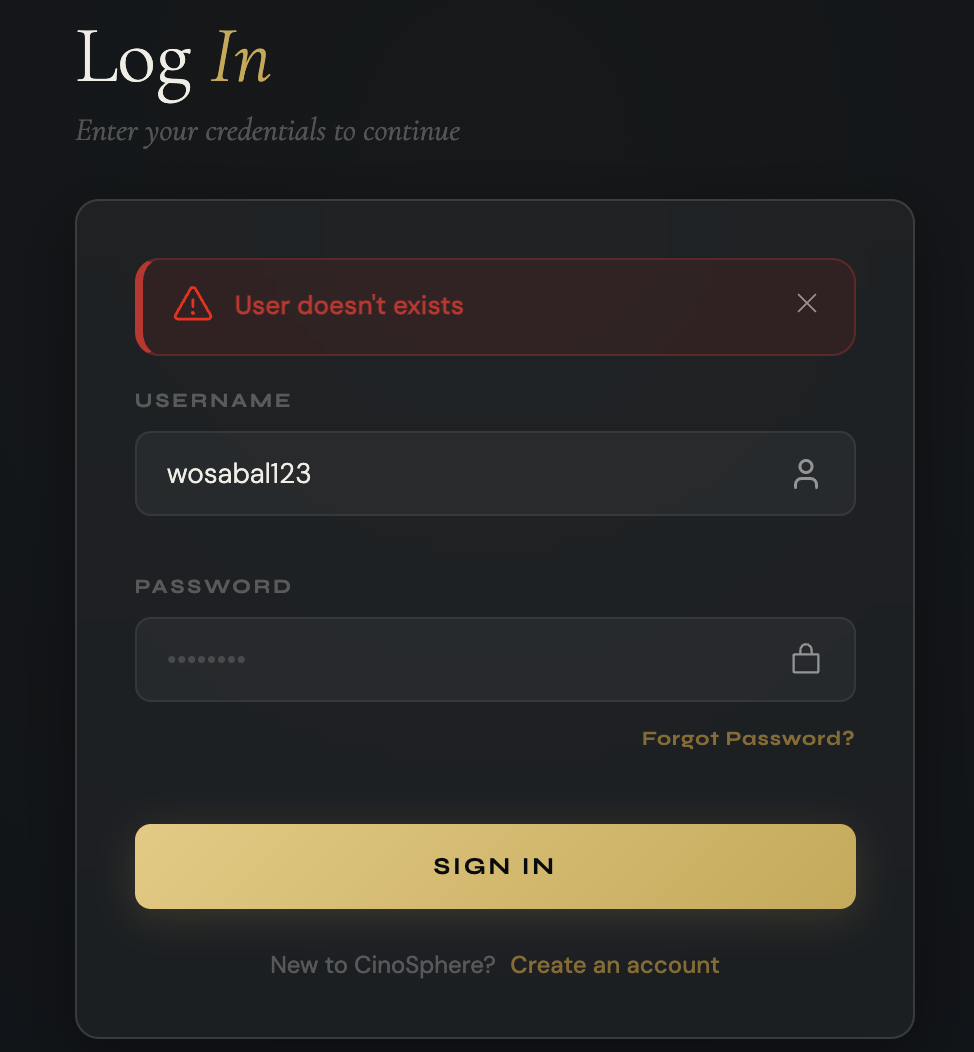 Log In
Enter your credentials to continue
User doesn't exists
USERNAME
wosabal123
PASSWORD
••••••••
Forgot Password?
SIGN IN
New to CinoSphere? Create an account